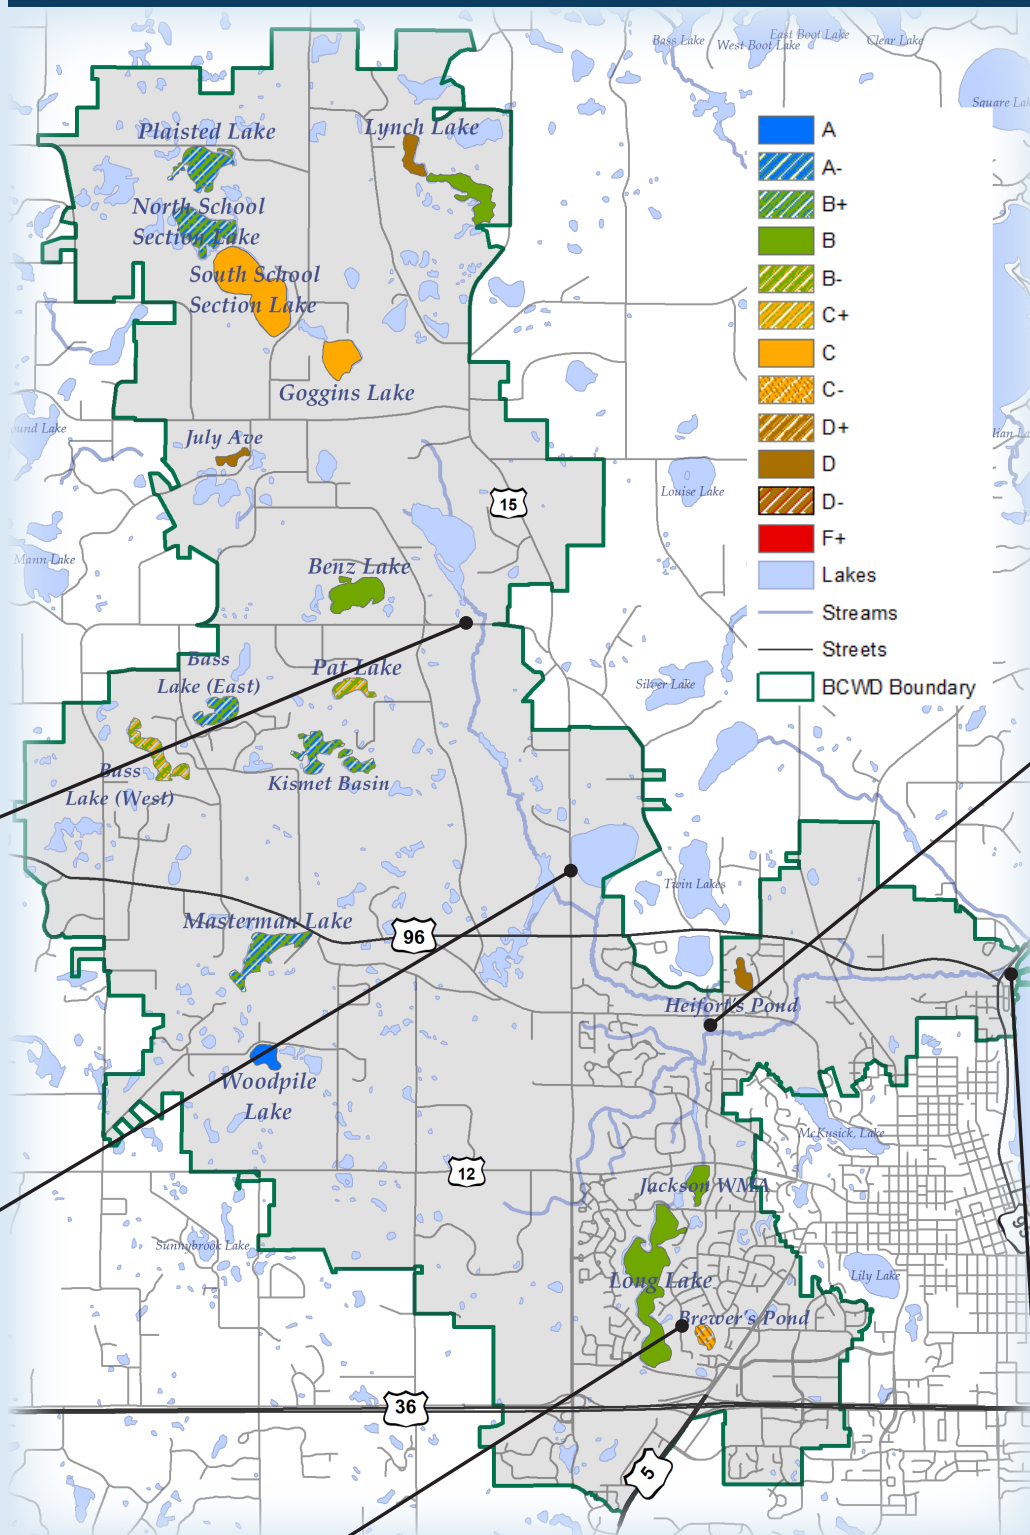 Bass Lake
West Boot Lake
East Boot Lake
Clear Lake
Square Lake
Plaisted Lake
Lynch Lake
North School
Section Lake
South School
Section Lake
Goggins Lake
July Ave
15
Louise Lake
Mann Lake
Benz Lake
Bass
Lake (East)
Pat Lake
Silver Lake
Bass
Lake (West)
Kismet Basin
Twin Lakes
Masterman Lake
96
Heifort's Pond
Woodpile
Lake
McKusick, Lake
12
Jackson WMA
Sunnybrook Lake
Long Lake
Lily Lake
Brewer's Pond
36
5
A
A-
B+
B
B-
C+
C
C-
D+
D
D-
F+
Lakes
Streams
Streets
BCWD Boundary